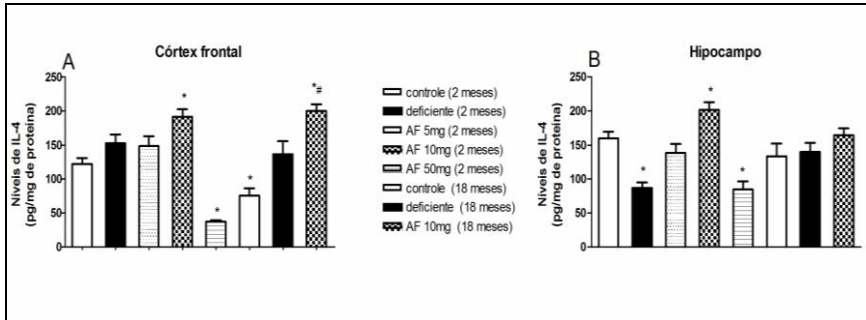 A
Córtex frontal
Níveis de IL-4
(pg/mg de proteína)
250
200
150
100
50
0
*
*
*
*#
controle (2 meses)
deficiente (2 meses)
AF 5mg (2 meses)
AF 10mg (2 meses)
AF 50mg (2 meses)
controle (18 meses)
deficiente (18 meses)
AF 10mg (18 meses)
B
Hipocampo
Níveis de IL-4
(pg/mg de proteína)
250
200
150
100
50
0
*
*
*